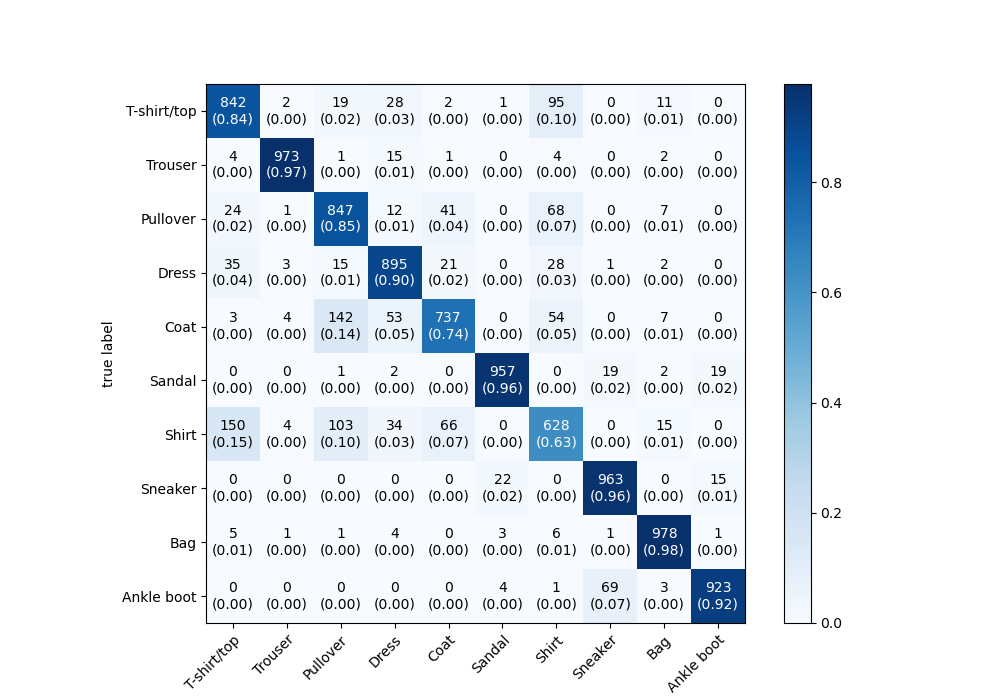 T-shirt/top 842 2 19 28 2 1 95 0 11 0
(0.84) (0.00) (0.02) (0.03) (0.00) (0.00) (0.10) (0.00) (0.01) (0.00)
Trouser 4 973 1 15 1 0 4 0 2 0
(0.00) (0.97) (0.00) (0.01) (0.00) (0.00) (0.00) (0.00) (0.00) (0.00)
Pullover 24 1 847 12 41 0 68 0 7 0
(0.02) (0.00) (0.85) (0.01) (0.04) (0.00) (0.07) (0.00) (0.01) (0.00)
Dress 35 3 15 895 21 0 28 1 2 0
(0.04) (0.00) (0.01) (0.90) (0.02) (0.00) (0.03) (0.00) (0.00) (0.00)
Coat 3 4 142 53 737 0 54 0 7 0
(0.00) (0.00) (0.14) (0.05) (0.74) (0.00) (0.05) (0.00) (0.01) (0.00)
Sandal 0 0 1 2 0 957 0 19 2 19
(0.00) (0.00) (0.00) (0.00) (0.00) (0.96) (0.00) (0.02) (0.00) (0.02)
Shirt 150 4 103 34 66 0 628 0 15 0
(0.15) (0.00) (0.10) (0.03) (0.07) (0.00) (0.63) (0.00) (0.01) (0.00)
Sneaker 0 0 0 0 0 22 0 963 0 15
(0.00) (0.00) (0.00) (0.00) (0.00) (0.02) (0.00) (0.96) (0.00) (0.01)
Bag 5 1 1 4 0 3 6 1 978 1
(0.01) (0.00) (0.00) (0.00) (0.00) (0.00) (0.01) (0.00) (0.98) (0.00)
Ankle boot 0 0 0 0 0 4 1 69 3 923
(0.00) (0.00) (0.00) (0.00) (0.00) (0.00) (0.00) (0.07) (0.00) (0.92)
T-shirt/top Trouser Pullover Dress Coat Sandal Shirt Sneaker Bag Ankle boot
true label
0.8
0.6
0.4
0.2
0.0